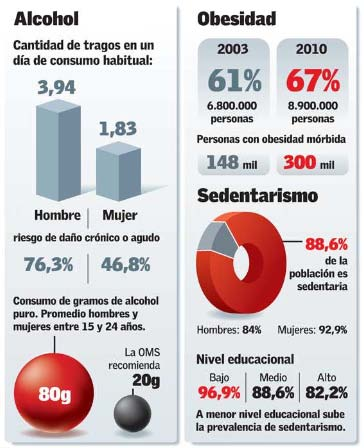 Alcohol
Cantidad de tragos en un
día de consumo habitual:
3,94
1,83
Hombre
Mujer
riesgo de daño crónico o agudo
76,3%
46,8%
Consumo de gramos de alcohol
puro. Promedio hombres y
mujeres entre 15 y 24 años.
80g
La OMS
recomienda
20g
Obesidad
2003
2010
61%
67%
6.800.000
personas
8.900.000
personas
Personas con obesidad mórbida
148 mil
300 mil
Sedentarismo
88,6%
de la
población es
sedentaria
Hombres: 84%
Mujeres: 92,9%
Nivel educacional
Bajo
Medio
Alto
96,9%
88,6%
82,2%
A menor nivel educacional sube
la prevalencia de sedentarismo.